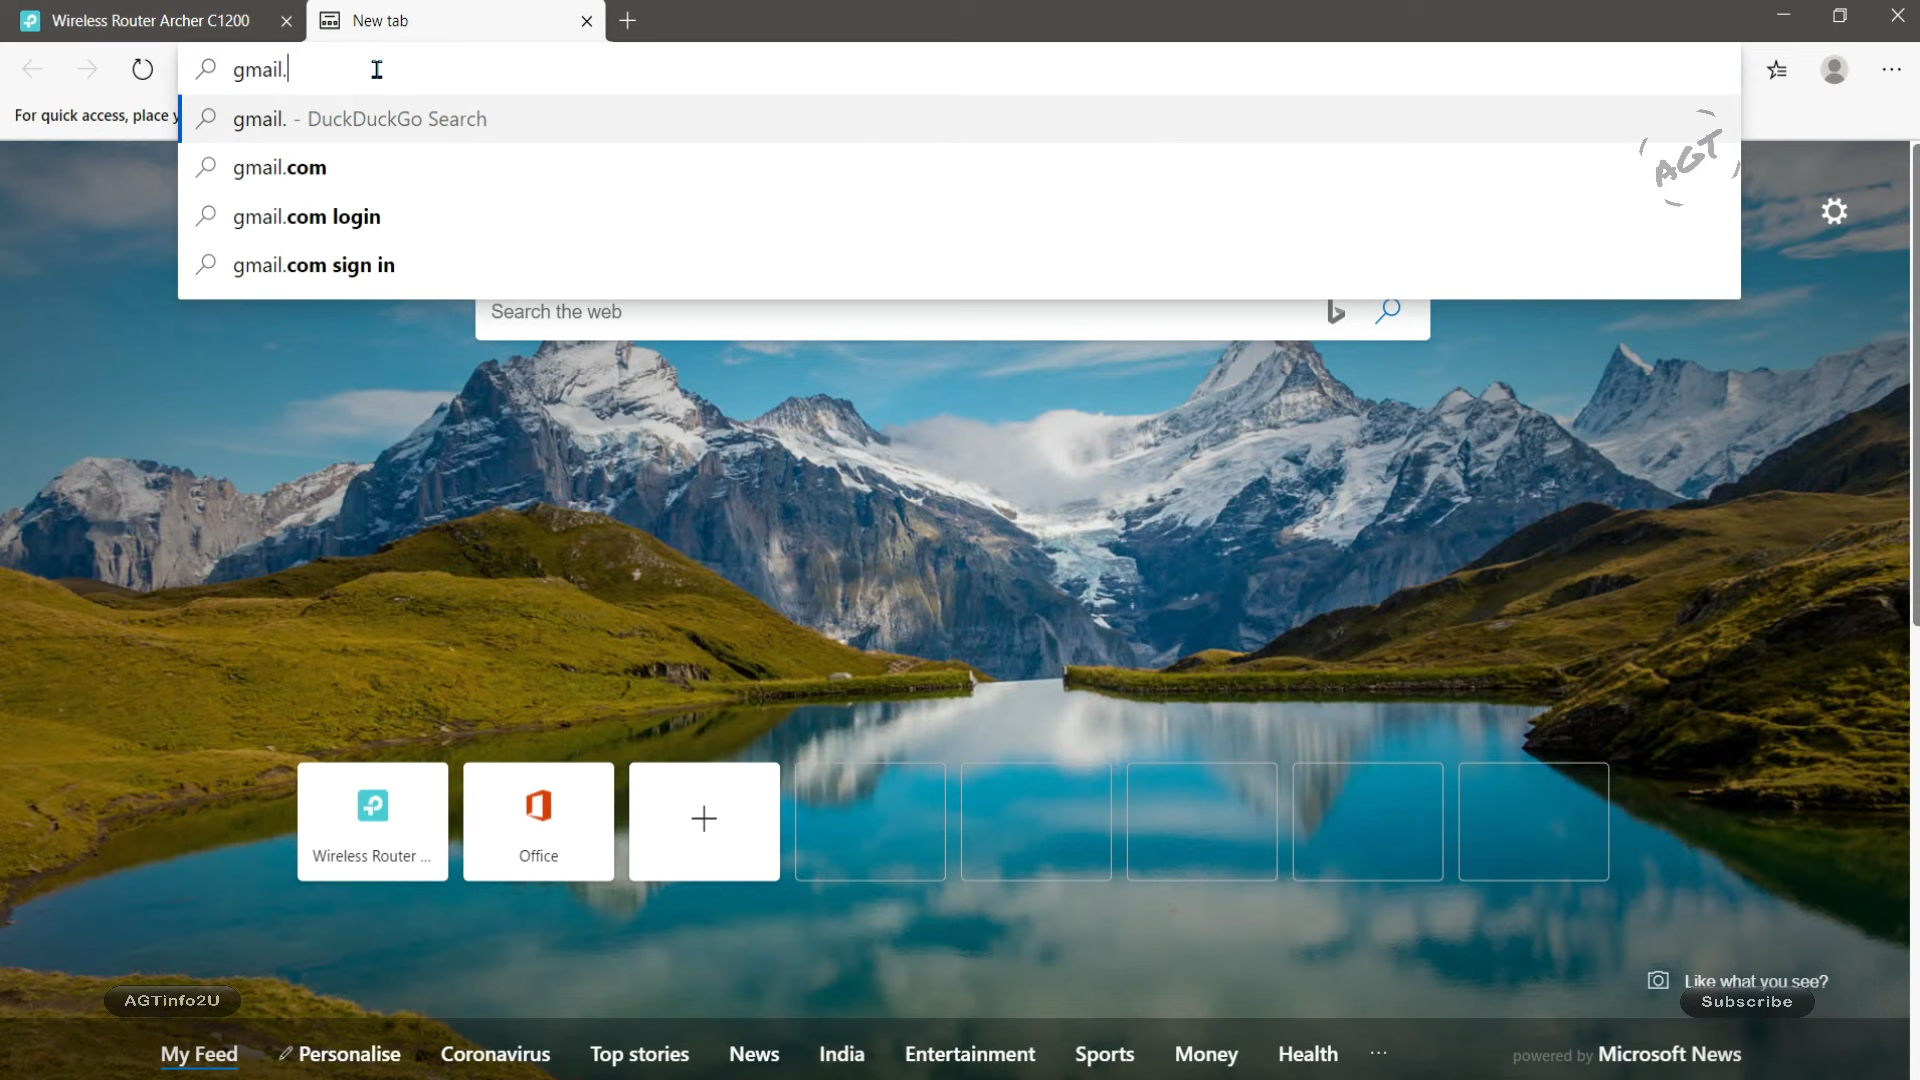 Wireless Router Archer C1200
New tab
gmail.
For quick access, place y
gmail. - DuckDuckGo Search
gmail.com
gmail.com login
gmail.com sign in
AGT
Search the web
Wireless Router ...
Office
Like what you see?
AGTinfo2U
Subscribe
My Feed
Personalise
Coronavirus
Top stories
News
India
Entertainment
Sports
Money
Health
...
powered by Microsoft News